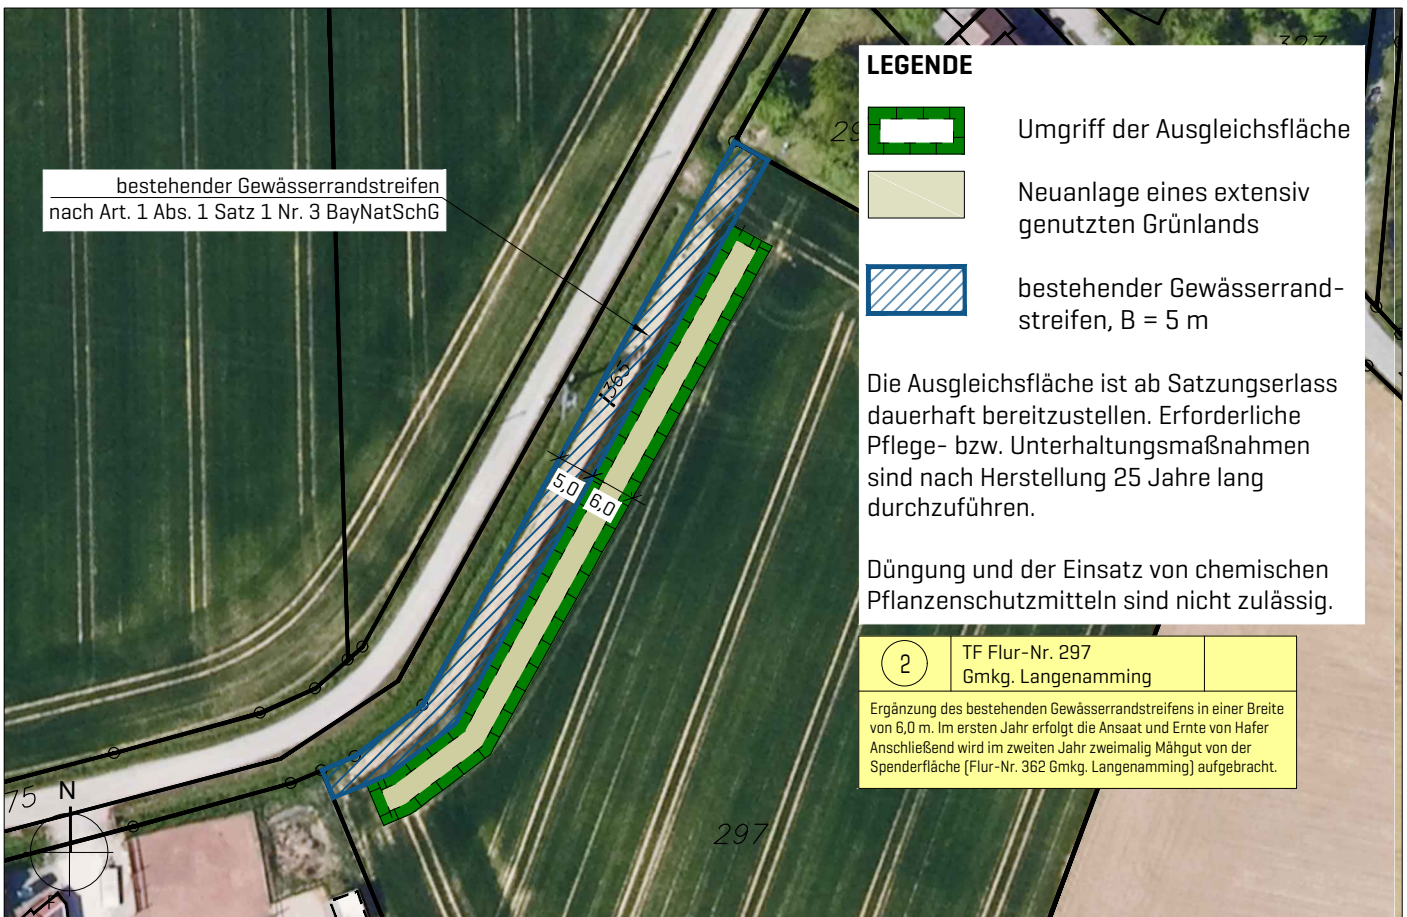 LEGENDE
Umgriff der Ausgleichsfläche
Neuanlage eines extensiv
genutzten Grünlands
bestehender Gewässerrand-
streifen, B = 5 m
Die Ausgleichsfläche ist ab Satzungserlass
dauerhaft bereitzustellen. Erforderliche
Pflege- bzw. Unterhaltungsmaßnahmen
sind nach Herstellung 25 Jahre lang
durchzuführen.
Düngung und der Einsatz von chemischen
Pflanzenschutzmitteln sind nicht zulässig.
2
TF Flur-Nr. 297
Gmkg. Langenamming
Ergänzung des bestehenden Gewässerrandstreifens in einer Breite
von 6,0 m. Im ersten Jahr erfolgt die Ansaat und Ernte von Hafer
Anschließend wird im zweiten Jahr zweimalig Mähgut von der
Spenderfläche (Flur-Nr. 362 Gmkg. Langenamming) aufgebracht.
bestehender Gewässerrandstreifen
nach Art. 1 Abs. 1 Satz 1 Nr. 3 BayNatSchG
365
5,0
6,0
297
75
N